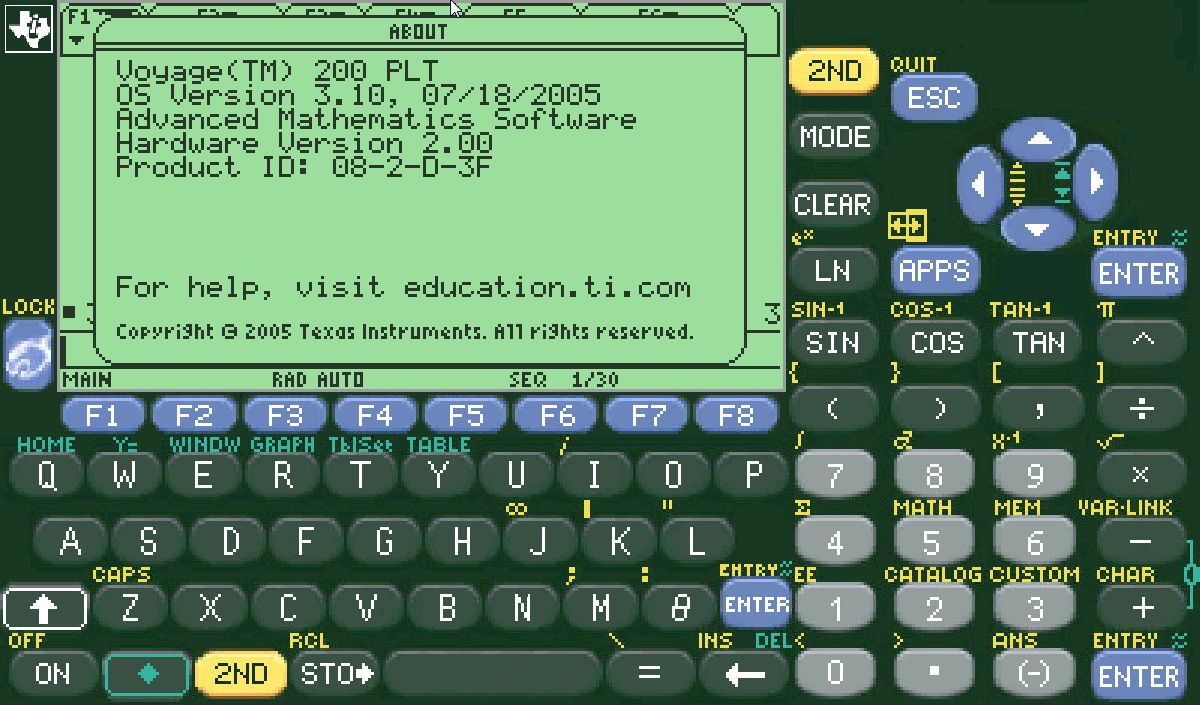 F1
ABOUT
Voyage(TM) 200 PLT
OS Version 3.10, 07/18/2005
Advanced Mathematics Software
Hardware Version 2.00
Product ID: 08-2-D-3F
For help, visit education.ti.com
3
Copyright © 2005 Texas Instruments. All rights reserved.
MAIN RAD AUTO SEQ 1/30
LOCK
2ND QUIT
ESC
MODE
CLEAR
eˣ ENTRY ≈
LN APPS ENTER
SIN-1 COS-1 TAN-1 π
SIN COS TAN ^
{ } [ ]
F1 F2 F3 F4 F5 F6 F7 F8 ( ) , ÷
HOME Y= WINDW GRAPH TblSet TABLE / ∫ X-1 √
Q W E R T Y U I O P 7 8 9 ×
∞ | " Σ MATH MEM VAR-LINK
A S D F G H J K L 4 5 6 −
CAPS ; : ENTRY ≈ EE CATALOG CUSTOM CHAR
Z X C V B N M θ ENTER 1 2 3 +
OFF RCL \ INS DEL < > ANS ENTRY ≈
ON 2ND STO➧ = ← 0 . (-) ENTER